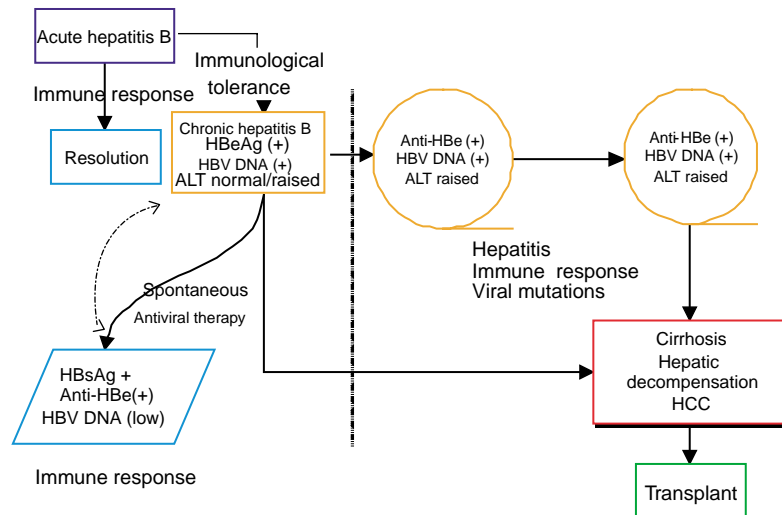 Acute hepatitis B
Immunological
tolerance
Immune response
Resolution
Chronic hepatitis B
HBeAg (+)
HBV DNA (+)
ALT normal/raised
Anti-HBe (+)
HBV DNA (+)
ALT raised
Anti-HBe (+)
HBV DNA (+)
ALT raised
Hepatitis
Immune response
Viral mutations
Spontaneous
Antiviral therapy
HBsAg +
Anti-HBe(+)
HBV DNA (low)
Immune response
Cirrhosis
Hepatic
decompensation
HCC
Transplant